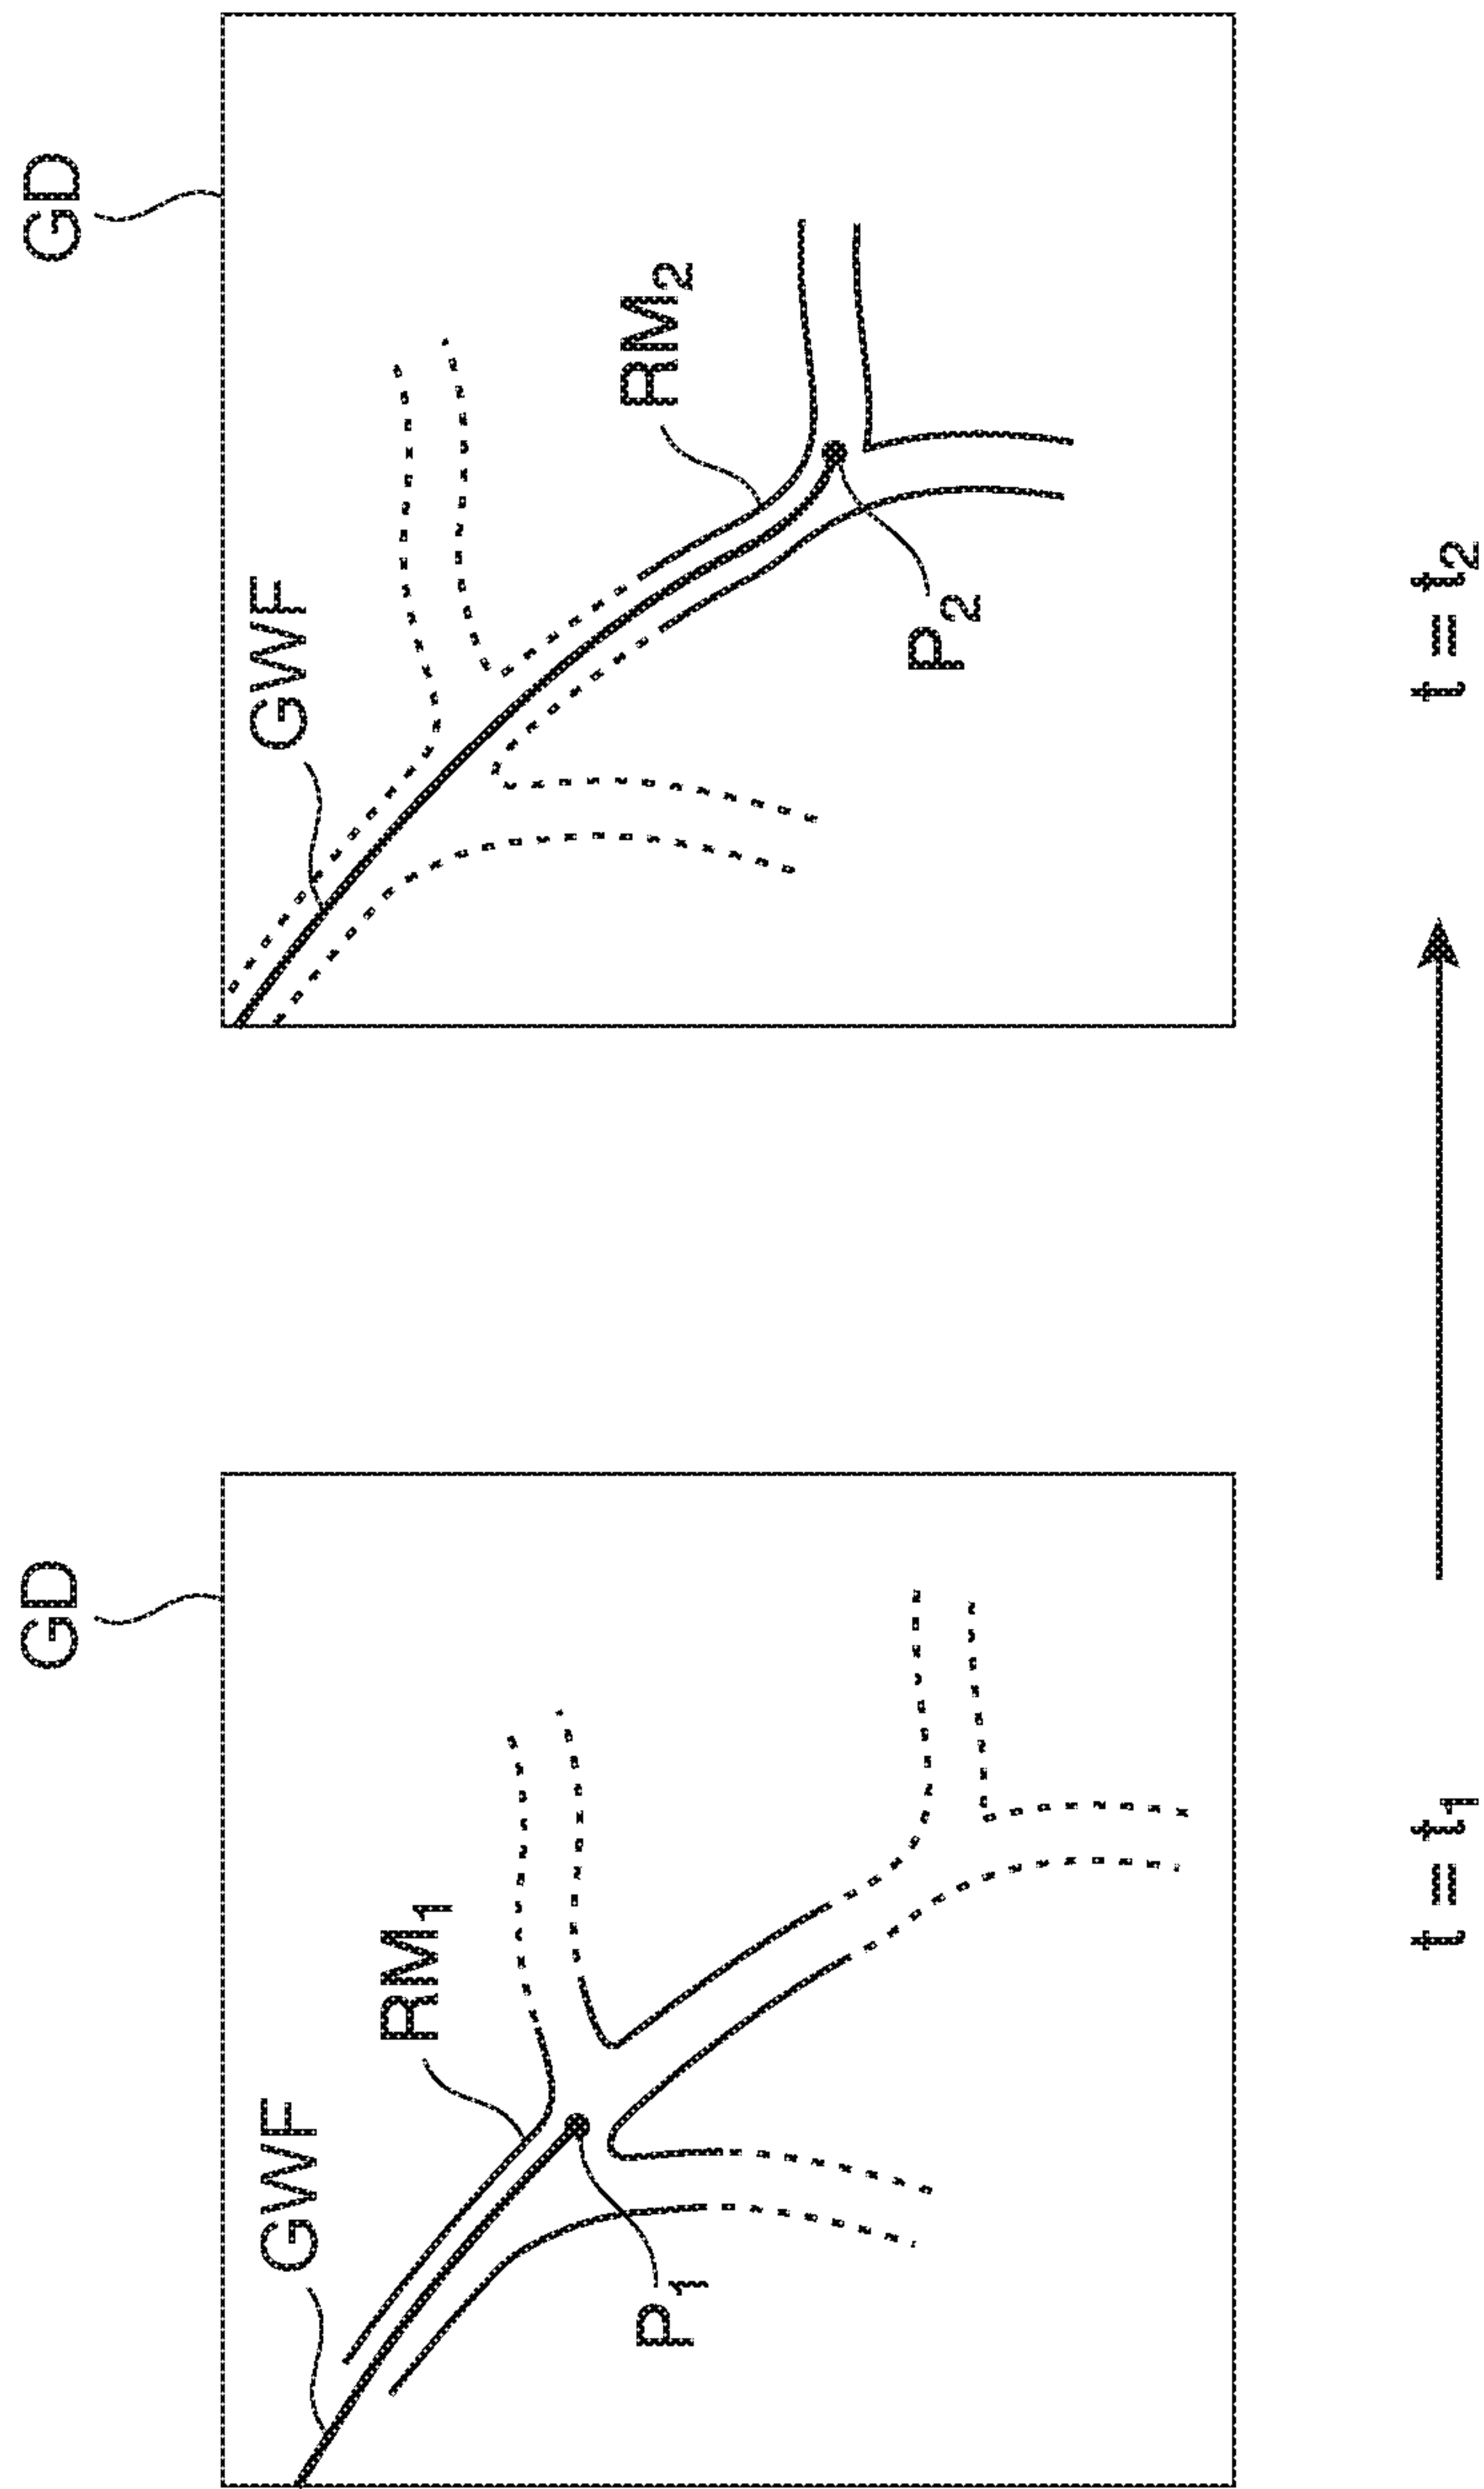 GD
GWF
RM1
P1
t = t1
GD
GWF
RM2
P2
t = t2